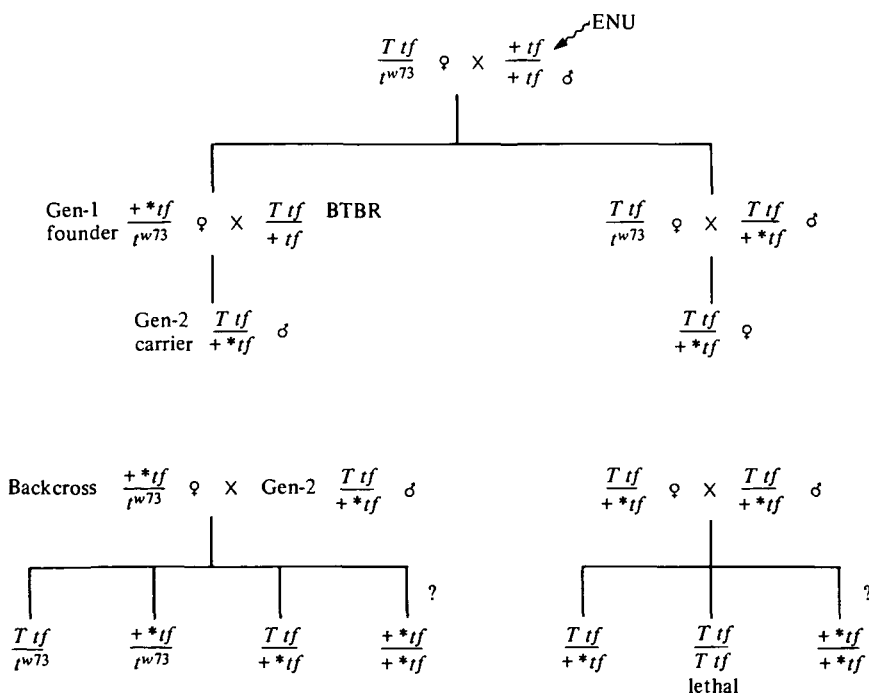 ENU
T tf ♀ X + tf
t^w73 + tf ♂
Gen-1 founder + *tf ♀ X T tf BTBR
t^w73 + tf
T tf ♀ X T tf ♂
t^w73 + *tf
Gen-2 carrier T tf ♂
+ *tf
T tf ♀
+ *tf
Backcross + *tf ♀ X Gen-2 T tf ♂
t^w73 + *tf
T tf ♀ X T tf ♂
+ *tf + *tf
? ?
T tf + *tf T tf + *tf
t^w73 t^w73 + *tf + *tf
T tf T tf + *tf
+ *tf T tf + *tf
lethal